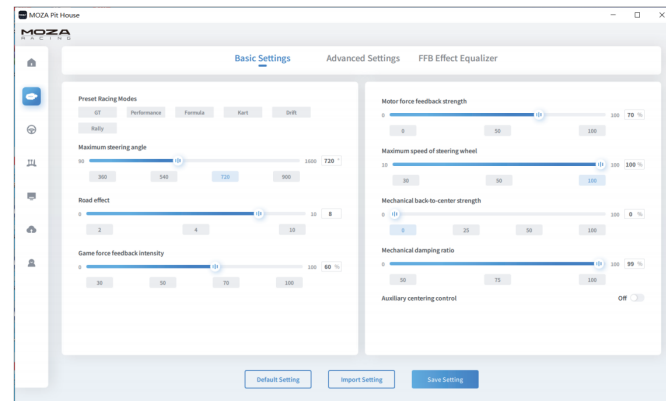 MOZA Pit House
MOZA
RACING
Basic Settings Advanced Settings FFB Effect Equalizer
Preset Racing Modes
GT Performance Formula Kart Drift
Rally
Maximum steering angle
90 1600 720 °
360 540 720 900
Road effect
0 10 8
2 4 10
Game force feedback intensity
0 100 60 %
30 50 70 100
Motor force feedback strength
0 100 70 %
0 50 100
Maximum speed of steering wheel
10 100 100 %
30 50 100
Mechanical back-to-center strength
0 100 0 %
0 25 50 100
Mechanical damping ratio
0 100 99 %
50 75 100
Auxiliary centering control Off
Default Setting Import Setting Save Setting